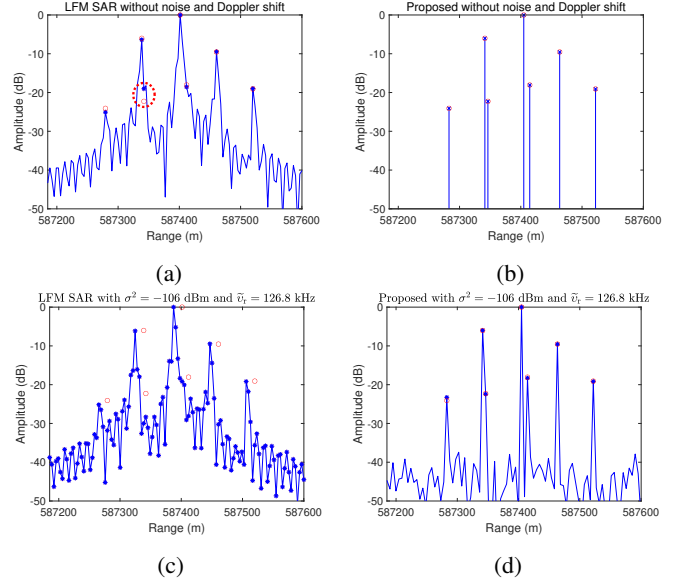 LFM SAR without noise and Doppler shift
0
-10
-20
-30
-40
-50
Amplitude (dB)
587200 587300 587400 587500 587600
Range (m)
(a)
Proposed without noise and Doppler shift
0
-10
-20
-30
-40
-50
Amplitude (dB)
587200 587300 587400 587500 587600
Range (m)
(b)
LFM SAR with σ² = −106 dBm and ṽᵣ = 126.8 kHz
0
-10
-20
-30
-40
-50
Amplitude (dB)
587200 587300 587400 587500 587600
Range (m)
(c)
Proposed with σ² = −106 dBm and ṽᵣ = 126.8 kHz
0
-10
-20
-30
-40
-50
Amplitude (dB)
587200 587300 587400 587500 587600
Range (m)
(d)